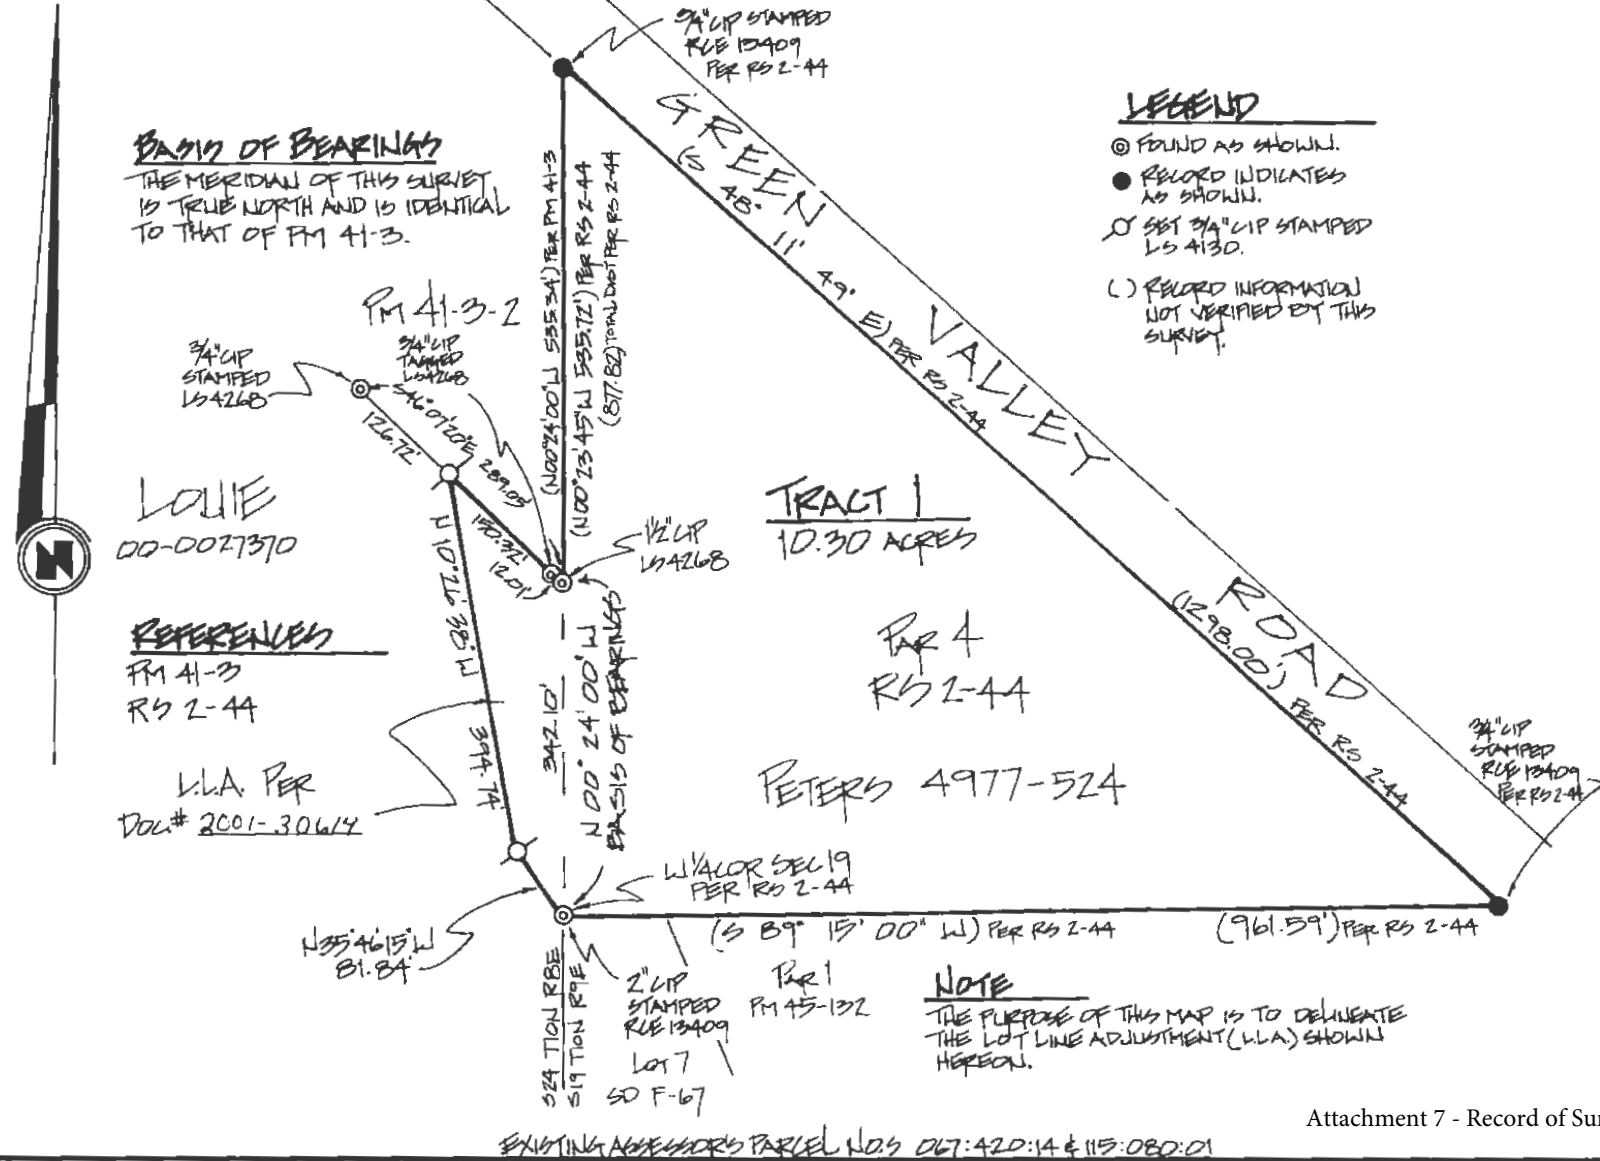 3/4" CIP STAMPED
RCE 13409
PER RS 2-44
BASIS OF BEARINGS
THE MERIDIAN OF THIS SURVEY
IS TRUE NORTH AND IS IDENTICAL
TO THAT OF PM 41-3.
LEGEND
FOUND AS SHOWN.
RECORD INDICATES
AS SHOWN.
SET 3/4" CIP STAMPED
LS 4130.
( ) RECORD INFORMATION
NOT VERIFIED BY THIS
SURVEY.
GREEN VALLEY ROAD
(S 48° 11' 49" E) PER RS 2-44
(1298.00') PER RS 2-44
(N00°24'00"W 535.34') PER PM 41-3
(N00°23'45"W 535.72') PER RS 2-44
(877.82) TOTAL DIST PER RS 2-44
PM 41-3-2
3/4" CIP
STAMPED
LS4268
3/4" CIP
TAGGED
LS4268
S46°07'20"E 289.05'
126.72'
150.32'
12.01'
LOUIE
00-0027370
N
1 1/2" CIP
LS4268
TRACT 1
10.30 ACRES
REFERENCES
PM 41-3
RS 2-44
N 10°26'38" W
394.74'
342.10'
N 00° 24' 00" W
BASIS OF BEARINGS
PAR 4
RS 2-44
PETERS 4977-524
L.L.A. PER
DOC# 2001-30614
3/4" CIP
STAMPED
RCE 13409
PER RS 2-44
W 1/4 COR SEC 19
PER RS 2-44
N35°46'15"W
81.84'
(S 89° 15' 00" W) PER RS 2-44
(961.59') PER RS 2-44
S24 T10N R8E
S19 T10N R9E
2" CIP
STAMPED
RCE 13409
LOT 7
SD F-67
PAR 1
PM 45-132
NOTE
THE PURPOSE OF THIS MAP IS TO DELINEATE
THE LOT LINE ADJUSTMENT (L.L.A.) SHOWN
HEREON.
Attachment 7 - Record of Sur
EXISTING ASSESSORS PARCEL NO.S 067:420:14 & 115:080:01